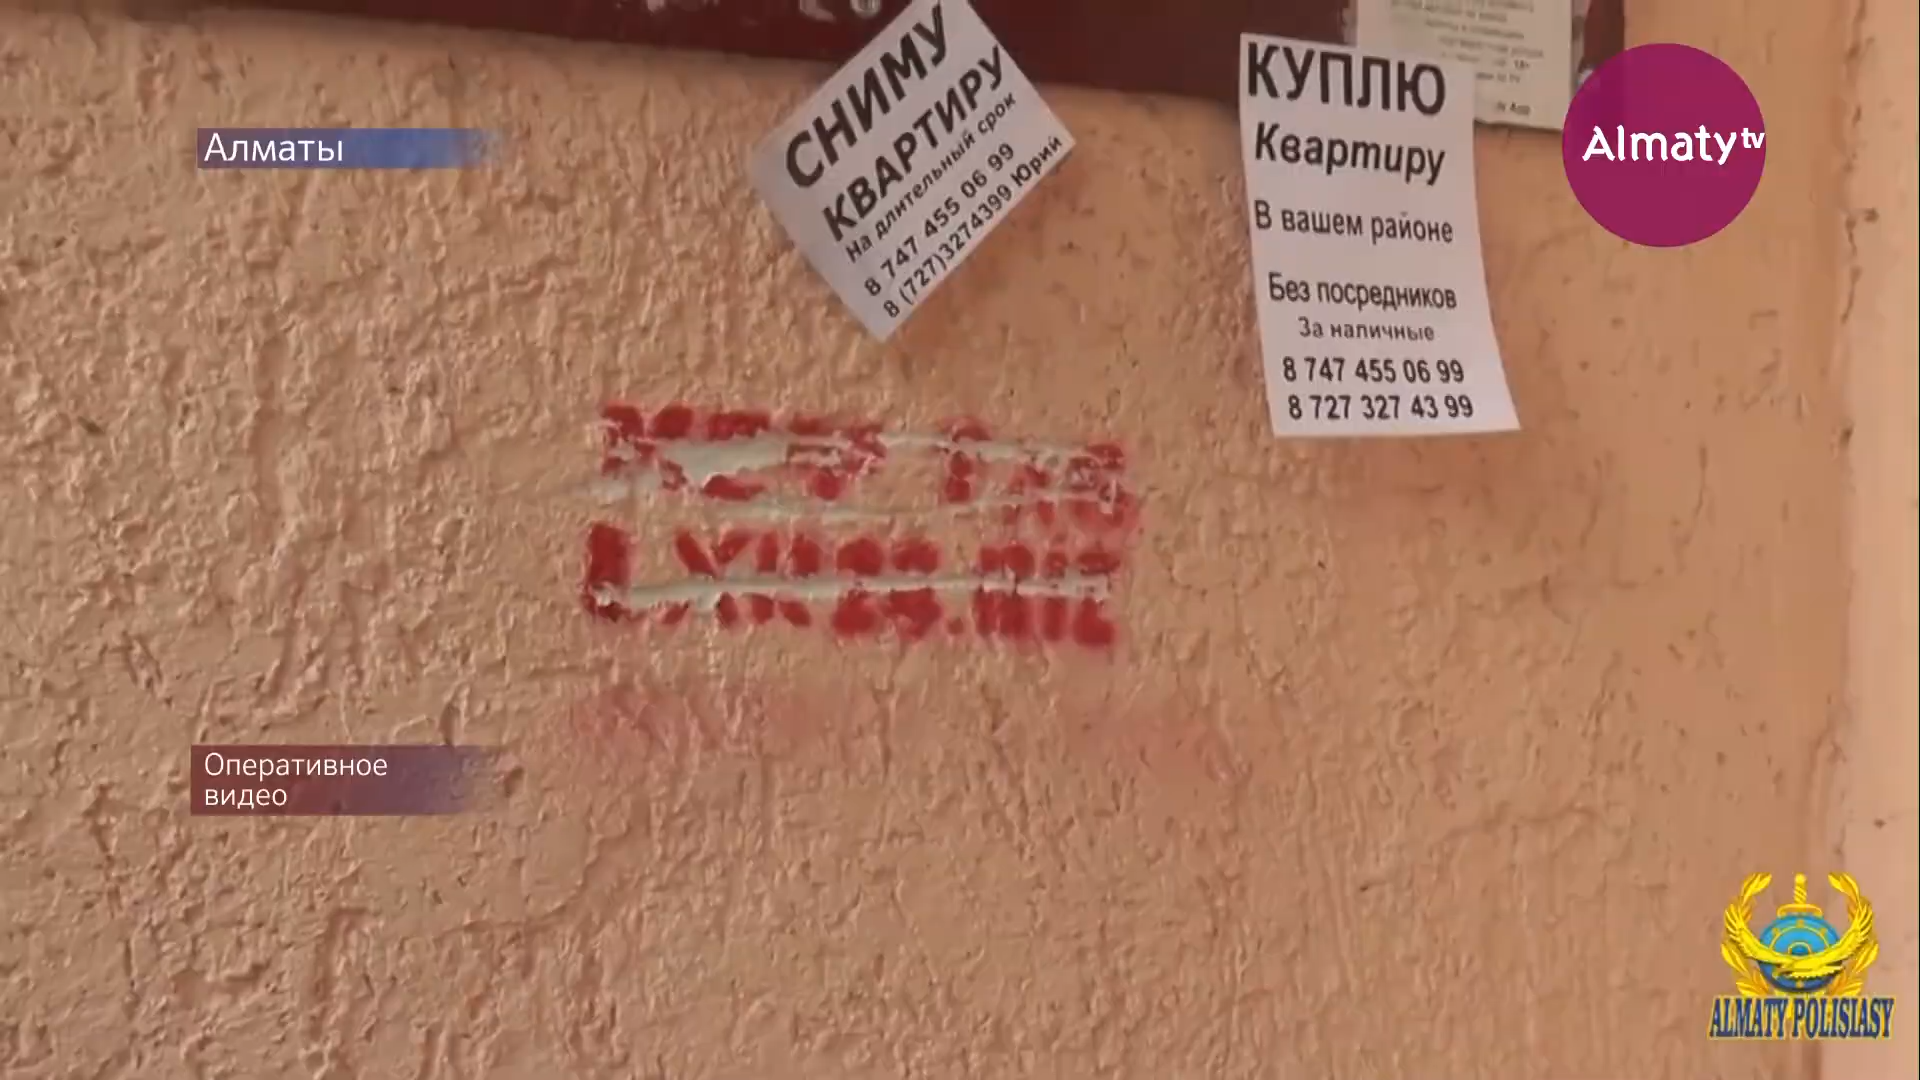 Алматы
СНИМУ
КВАРТИРУ
На длительный срок
8 747 455 06 99
8 (727)3274399 Юрий
КУПЛЮ
Квартиру
В вашем районе
Без посредников
За наличные
8 747 455 06 99
8 727 327 43 99
Almaty tv
Оперативное
видео
ALMATY POLISIASY